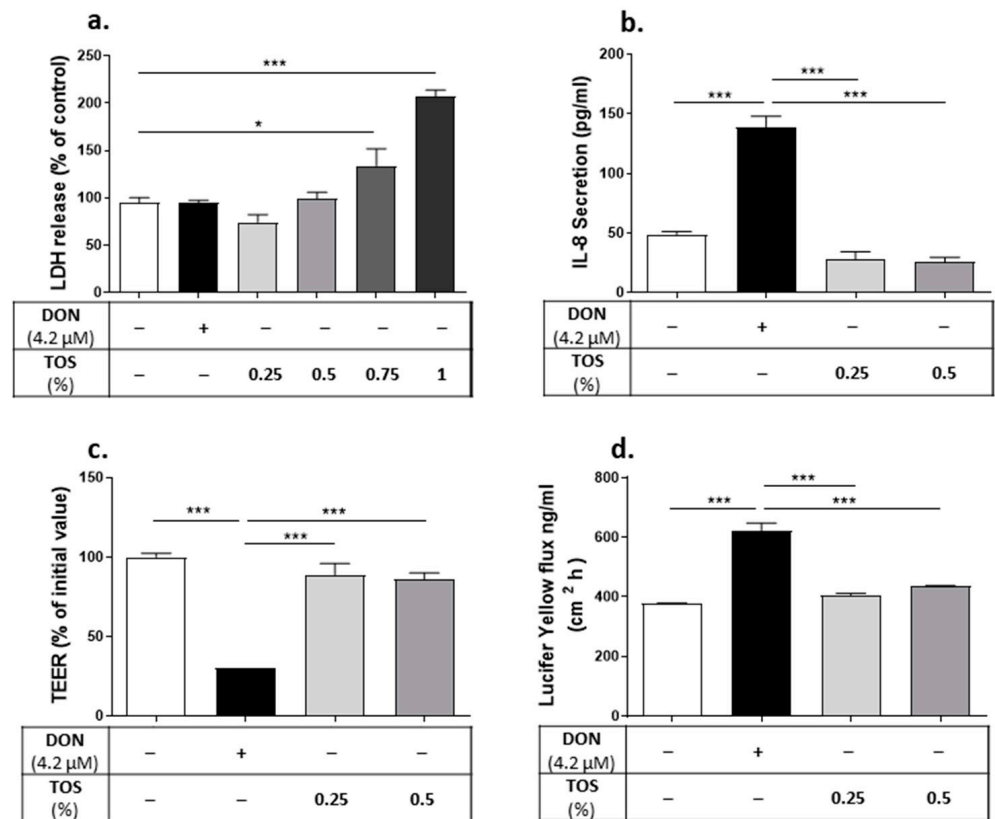 a.
LDH release (% of control)
250
200
150
100
50
0
***
*
DON (4.2 µM) – + – – – –
TOS (%) – – 0.25 0.5 0.75 1
b.
IL-8 Secretion (pg/ml)
200
150
100
50
0
***
***
***
DON (4.2 µM) – + – –
TOS (%) – – 0.25 0.5
c.
TEER (% of initial value)
150
100
50
0
***
***
***
DON (4.2 µM) – + – –
TOS (%) – – 0.25 0.5
d.
Lucifer Yellow flux ng/ml
(cm 2 h )
800
600
400
200
0
***
***
***
DON (4.2 µM) – + – –
TOS (%) – – 0.25 0.5